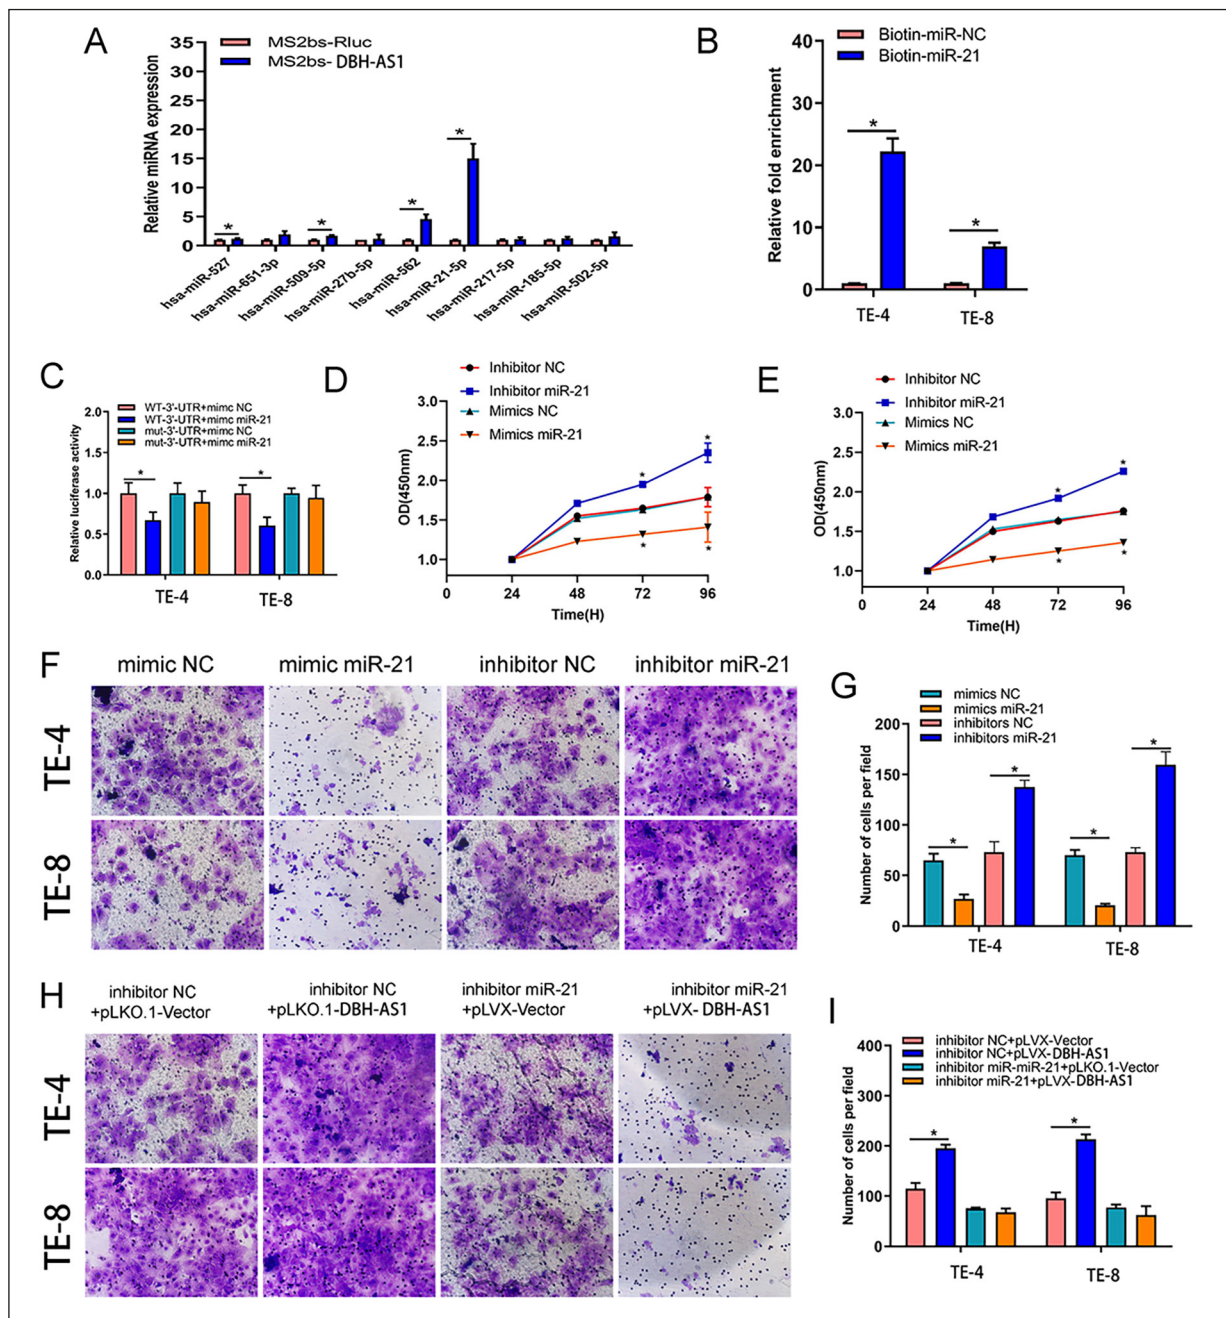 A
MS2bs-Rluc
MS2bs-DBH-AS1
Relative miRNA expression
35
30
25
20
15
10
5
0
*
*
*
*
hsa-miR-527
hsa-miR-651-3p
hsa-miR-509-5p
hsa-miR-27b-5p
hsa-miR-562
hsa-miR-21-5p
hsa-miR-217-5p
hsa-miR-185-5p
hsa-miR-502-5p
B
Biotin-miR-NC
Biotin-miR-21
Relative fold enrichment
40
30
20
10
0
*
*
TE-4
TE-8
C
WT-3'-UTR+mimc NC
WT-3'-UTR+mimc miR-21
mut-3'-UTR+mimc NC
mut-3'-UTR+mimc miR-21
Relative luciferase activity
2.0
1.5
1.0
0.5
0.0
*
*
TE-4
TE-8
D
Inhibitor NC
Inhibitor miR-21
Mimics NC
Mimics miR-21
OD(450nm)
3.0
2.5
2.0
1.5
1.0
*
*
*
*
0
24
48
72
96
Time(H)
E
Inhibitor NC
Inhibitor miR-21
Mimics NC
Mimics miR-21
OD(450nm)
3.0
2.5
2.0
1.5
1.0
*
*
*
*
0
24
48
72
96
Time(H)
F
mimic NC
mimic miR-21
inhibitor NC
inhibitor miR-21
TE-4
TE-8
G
mimics NC
mimics miR-21
inhibitors NC
inhibitors miR-21
Number of cells per field
200
150
100
50
0
*
*
*
*
TE-4
TE-8
H
inhibitor NC
+pLKO.1-Vector
inhibitor NC
+pLKO.1-DBH-AS1
inhibitor miR-21
+pLVX-Vector
inhibitor miR-21
+pLVX- DBH-AS1
TE-4
TE-8
I
inhibitor NC+pLVX-Vector
inhibitor NC+pLVX-DBH-AS1
inhibitor miR-miR-21+pLKO.1-Vector
inhibitor miR-21+pLVX-DBH-AS1
Number of cells per field
400
300
200
100
0
*
*
TE-4
TE-8